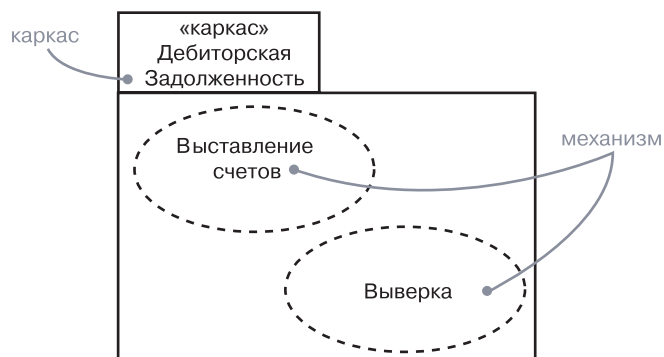 каркас
«каркас»
Дебиторская
Задолженность
Выставление
счетов
механизм
Выверка